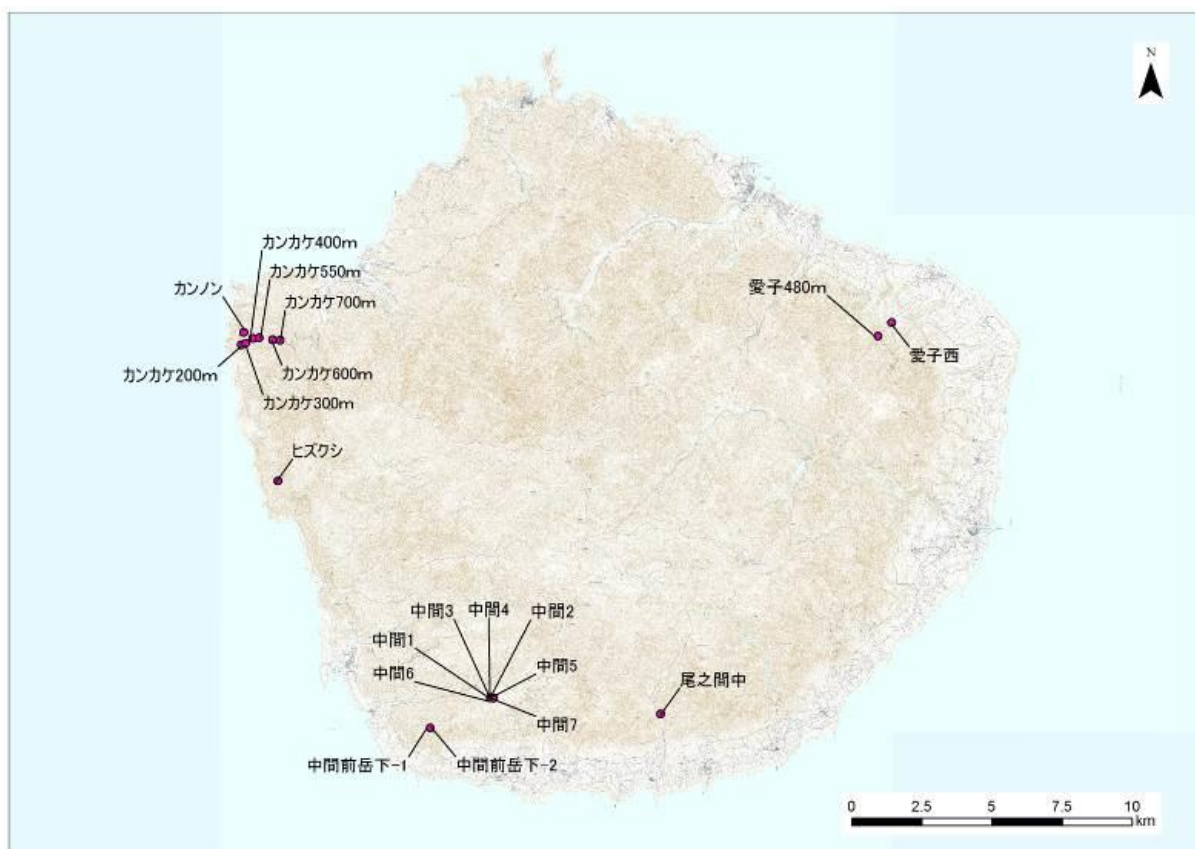 N
カンカケ400m
カンカケ550m
カンノン
カンカケ700m
愛子480m
愛子西
カンカケ200m
カンカケ600m
カンカケ300m
ヒズクシ
中間3
中間4
中間2
中間1
中間5
中間6
尾之間中
中間7
中間前岳下-1
中間前岳下-2
0 2.5 5 7.5 10
km